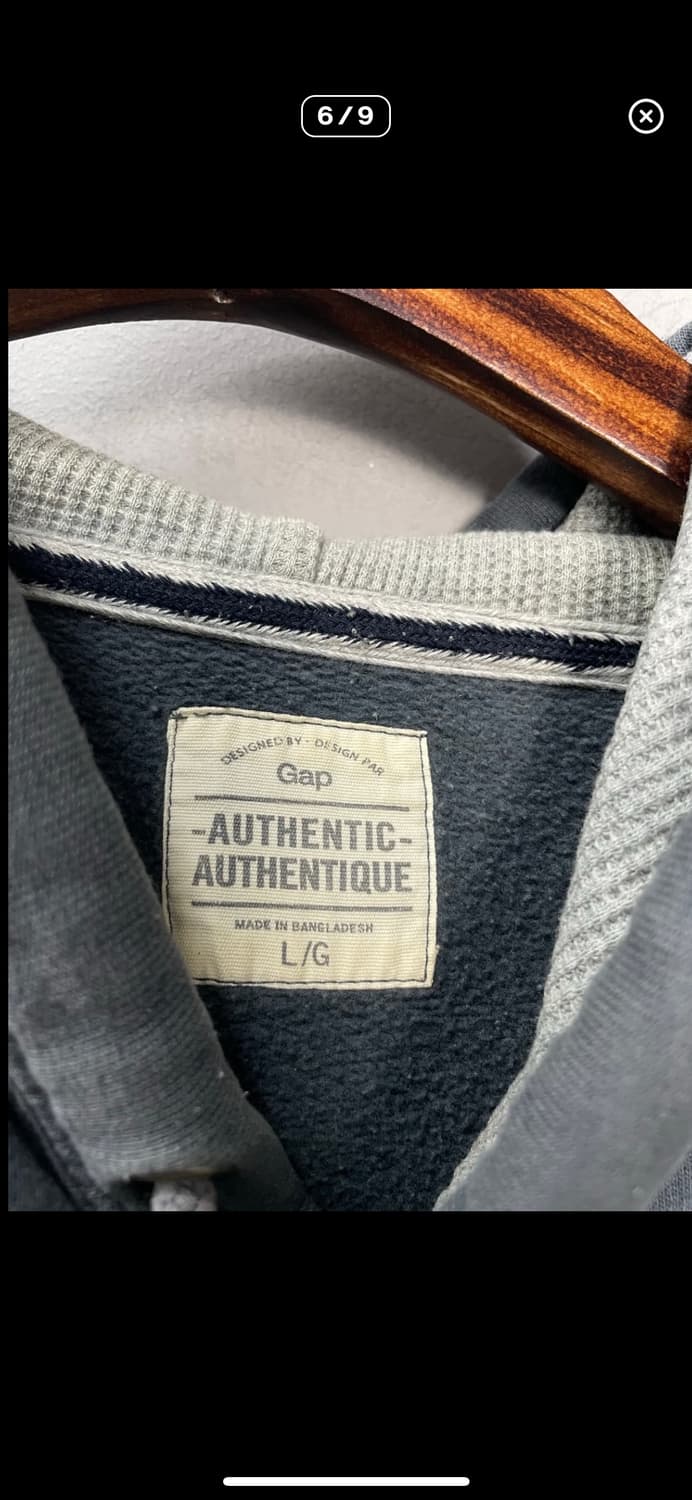 6/9
DESIGNED BY · DESIGN PAR
Gap
-AUTHENTIC-
AUTHENTIQUE
MADE IN BANGLADESH
L/G